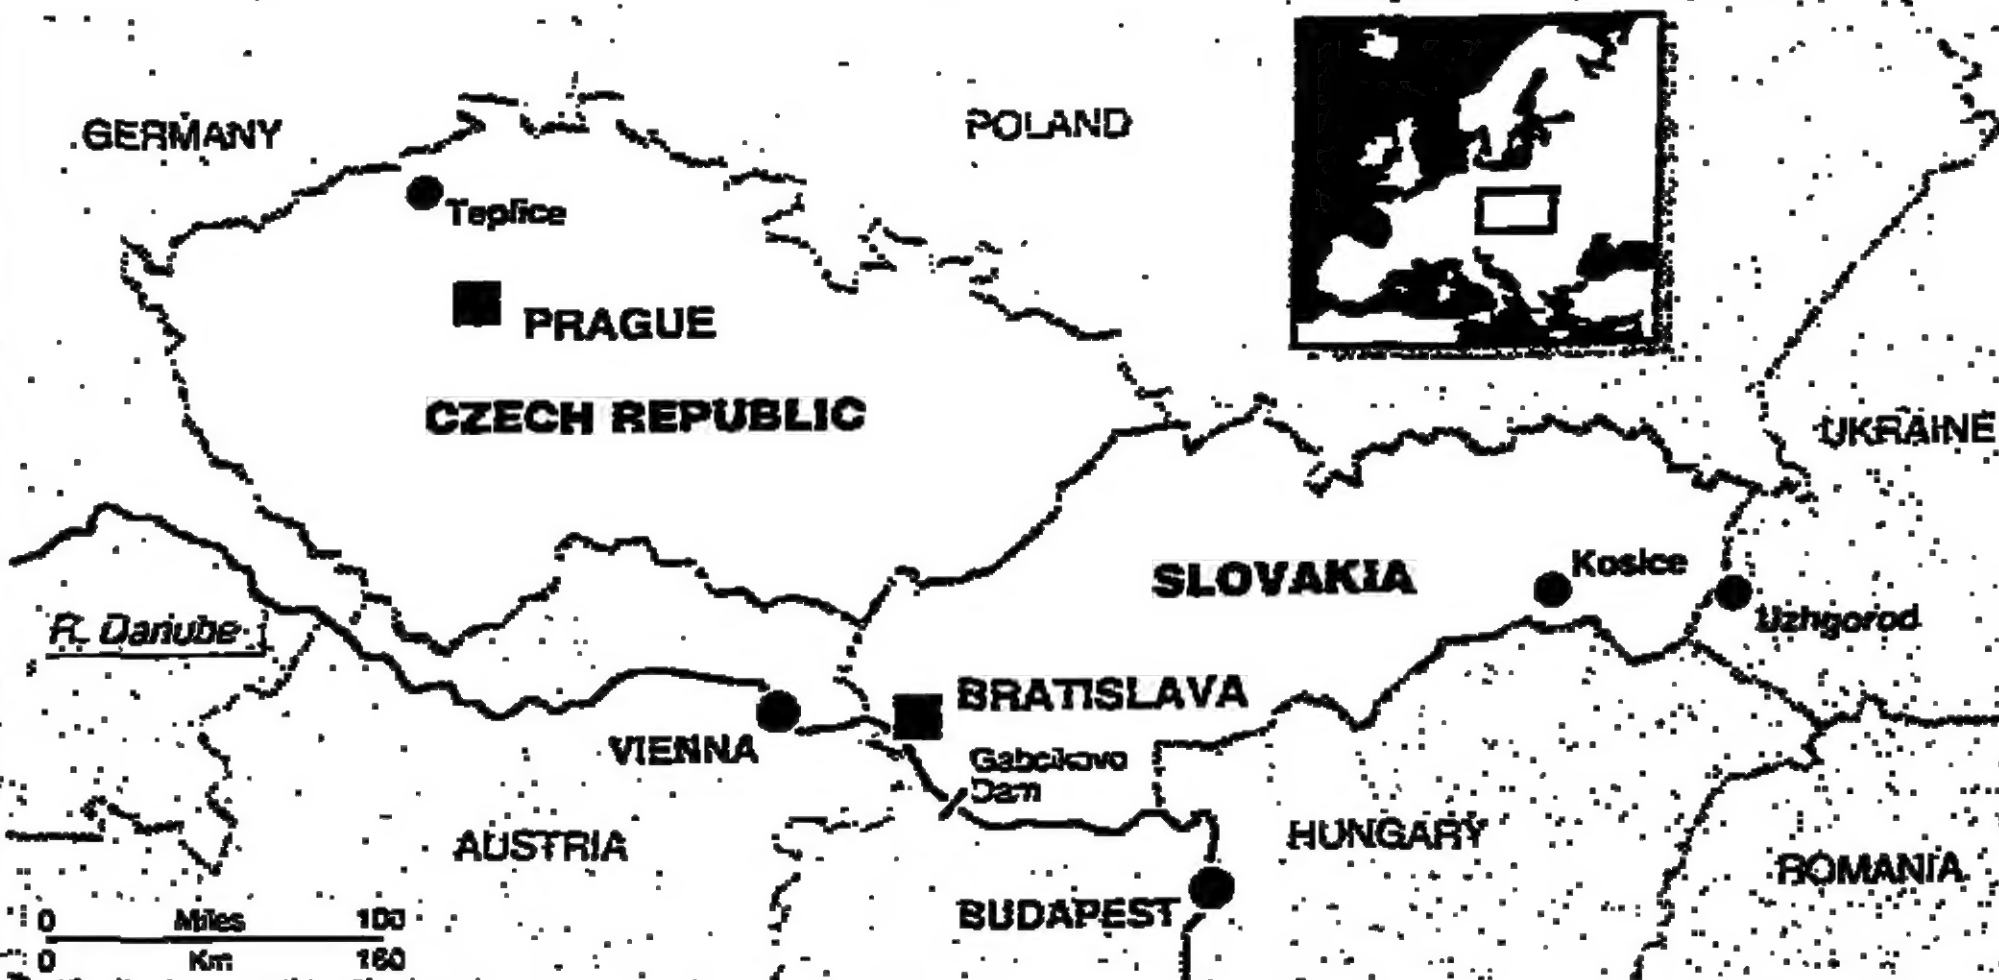 GERMANY
POLAND
Teplice
PRAGUE
CZECH REPUBLIC
UKRAINE
SLOVAKIA
Kosice
Uzhgorod
R. Danube
BRATISLAVA
VIENNA
Gabcikovo
Dam
AUSTRIA
HUNGARY
ROMANIA
BUDAPEST
0 Miles 100
0 Km 160